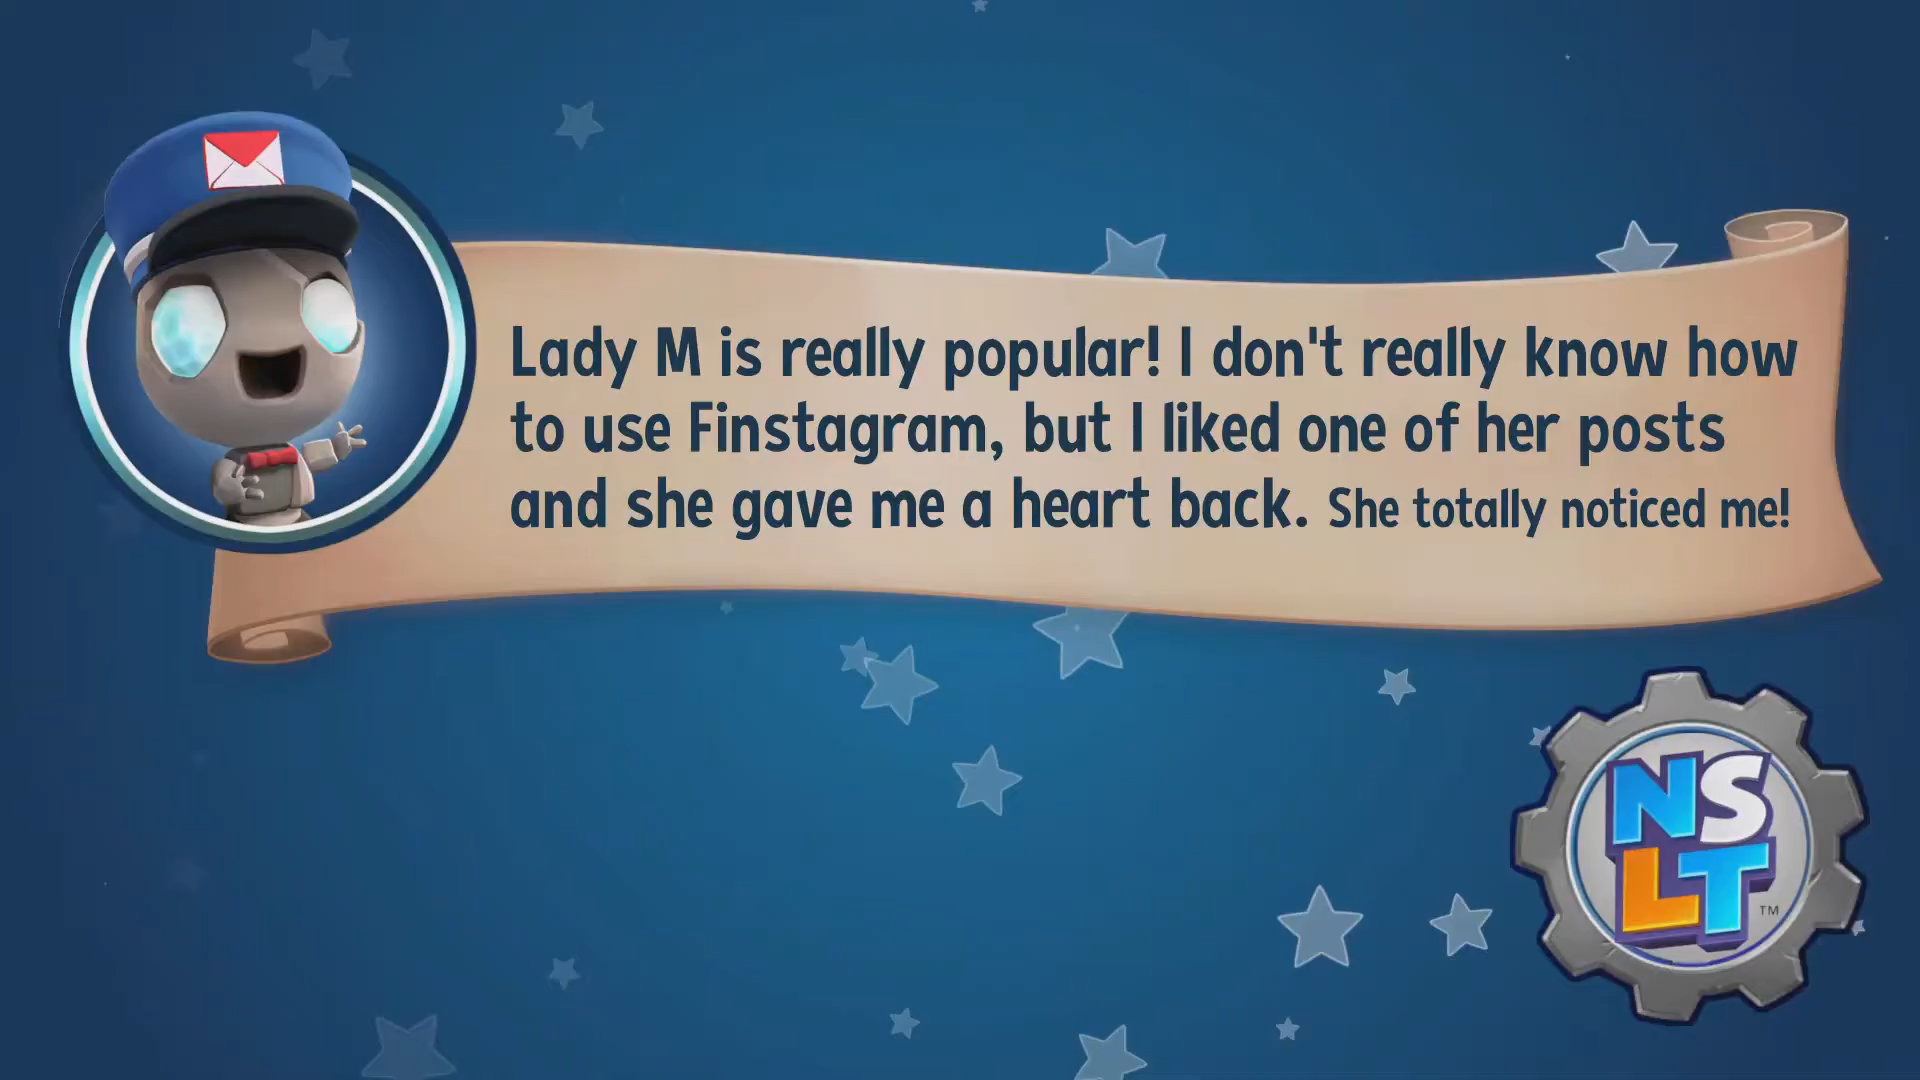 Lady M is really popular! I don't really know how
to use Finstagram, but I liked one of her posts
and she gave me a heart back. She totally noticed me!
NS
LT
TM